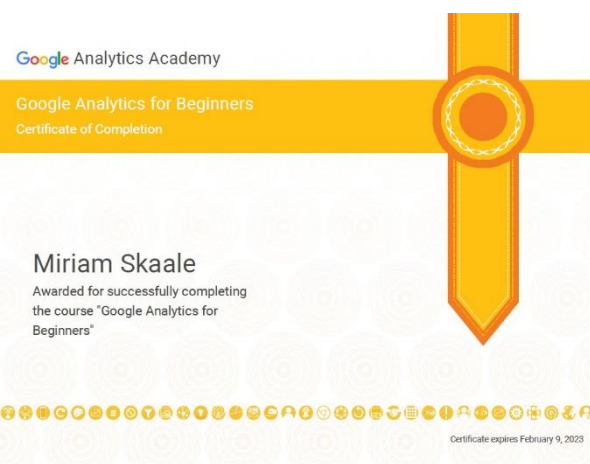 Google Analytics Academy
Google Analytics for Beginners
Certificate of Completion
Miriam Skaale
Awarded for successfully completing
the course "Google Analytics for
Beginners"
Certificate expires February 9, 2023